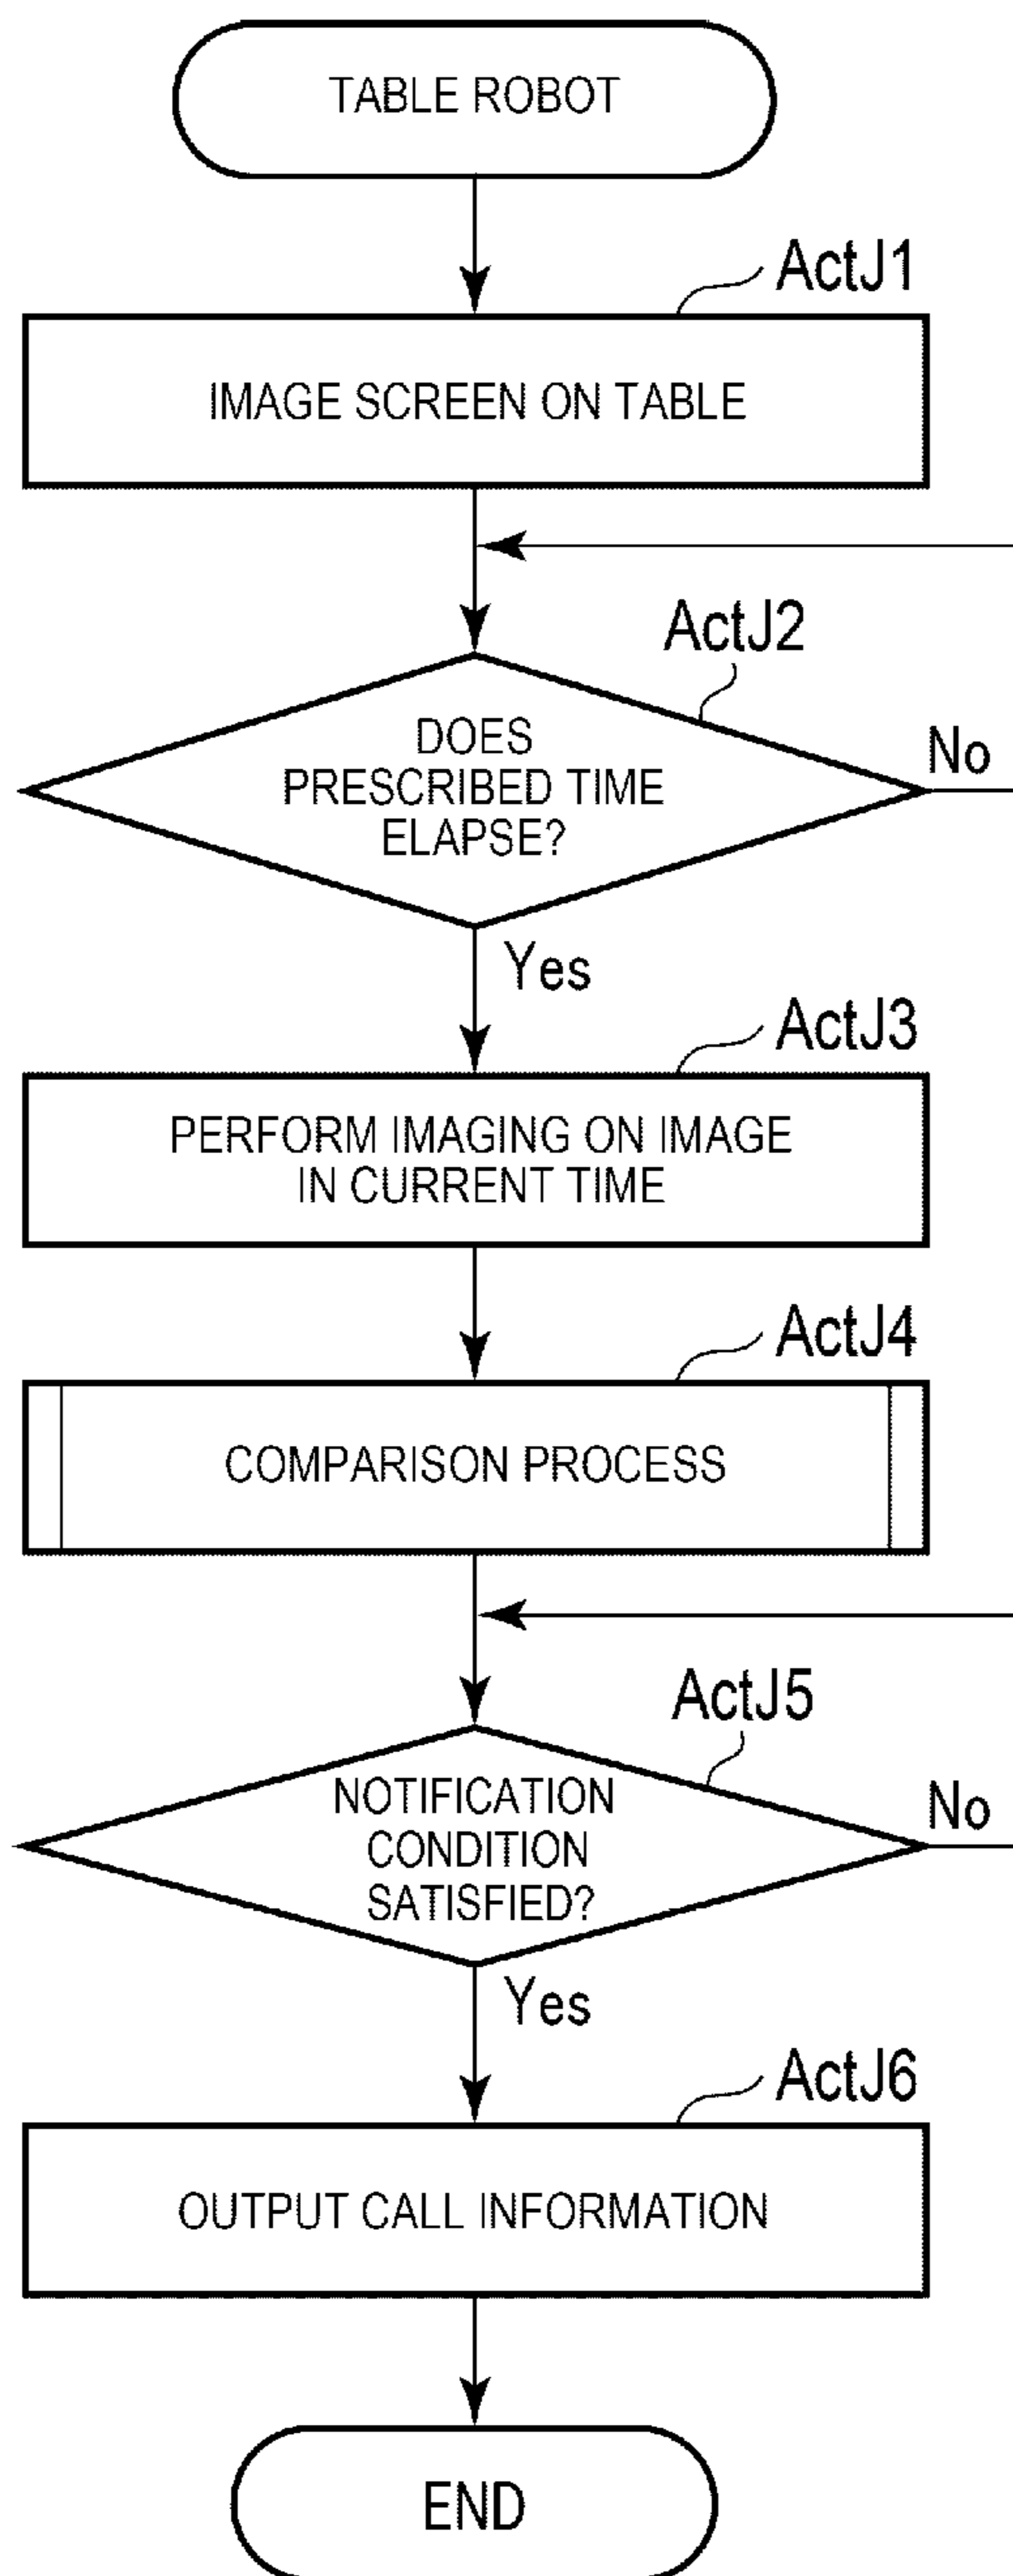 TABLE ROBOT
ActJ1
IMAGE SCREEN ON TABLE
ActJ2
DOES
PRESCRIBED TIME
ELAPSE?
No
Yes
ActJ3
PERFORM IMAGING ON IMAGE
IN CURRENT TIME
ActJ4
COMPARISON PROCESS
ActJ5
NOTIFICATION
CONDITION
SATISFIED?
No
Yes
ActJ6
OUTPUT CALL INFORMATION
END